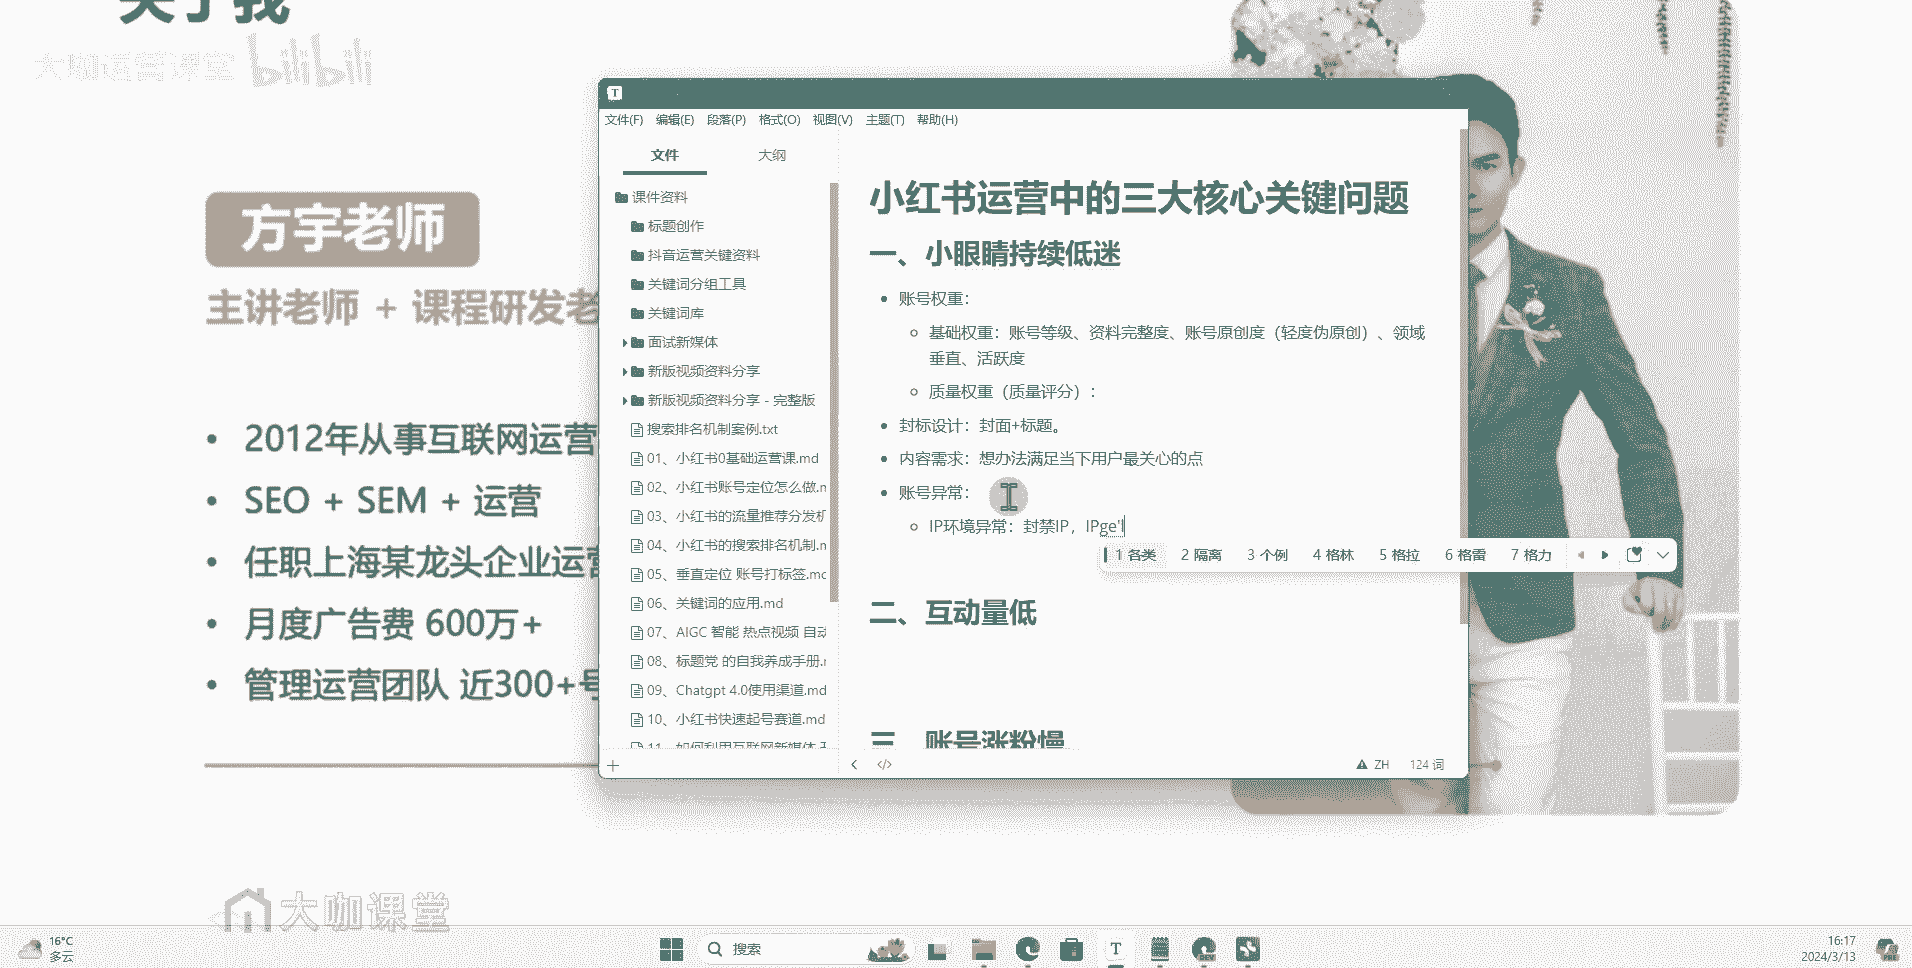 关于我
大咖运营课堂 bilibili
方宇老师
主讲老师 + 课程研发老
2012年从事互联网运营
SEO + SEM + 运营
任职上海某龙头企业运营
月度广告费 600万+
管理运营团队 近300+号
T
文件(F) 编辑(E) 段落(P) 格式(O) 视图(V) 主题(T) 帮助(H)
文件 大纲
课件资料
标题创作
抖音运营关键资料
关键词分组工具
关键词库
面试新媒体
新版视频资料分享
新版视频资料分享 - 完整版
搜索排名机制案例.txt
01、小红书0基础运营课.md
02、小红书账号定位怎么做.m
03、小红书的流量推荐分发机
04、小红书的搜索排名机制.m
05、垂直定位 账号打标签.md
06、关键词的应用.md
07、AIGC 智能 热点视频 自动
08、标题党 的自我养成手册.m
09、Chatgpt 4.0使用渠道.md
10、小红书快速起号赛道.md
11、如何利用互联网新媒体
小红书运营中的三大核心关键问题
一、小眼睛持续低迷
账号权重：
基础权重：账号等级、资料完整度、账号原创度（轻度伪原创）、领域
垂直、活跃度
质量权重（质量评分）：
封标设计：封面+标题。
内容需求：想办法满足当下用户最关心的点
账号异常：
IP环境异常：封禁IP，IPge'l
1 各类 2 隔离 3 个例 4 格林 5 格拉 6 格雷 7 格力
二、互动量低
三、账号涨粉慢
ZH 124 词
大咖课堂
16°C
多云
搜索
16:17
2024/3/13